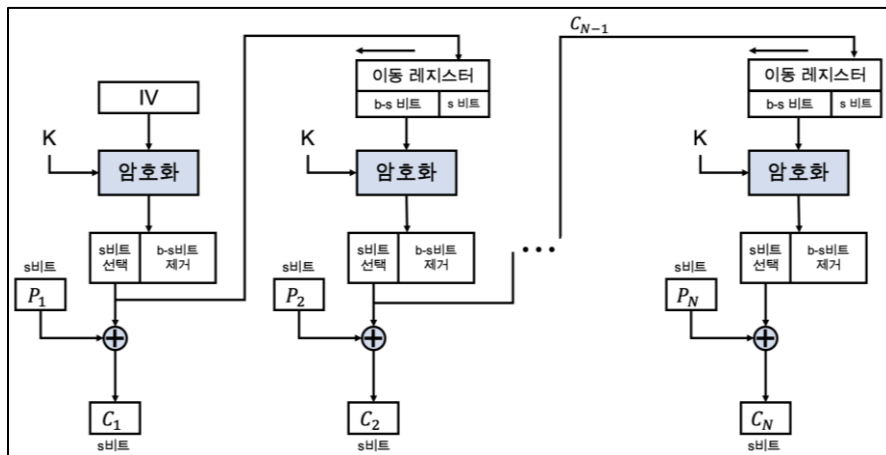 C_{N-1}
이동 레지스터
b-s 비트 s 비트
이동 레지스터
b-s 비트 s 비트
IV
K
암호화
K
암호화
K
암호화
s비트
선택
b-s비트
제거
s비트
선택
b-s비트
제거
s비트
선택
b-s비트
제거
s비트
P_1
s비트
P_2
s비트
P_N
C_1
s비트
C_2
s비트
C_N
s비트